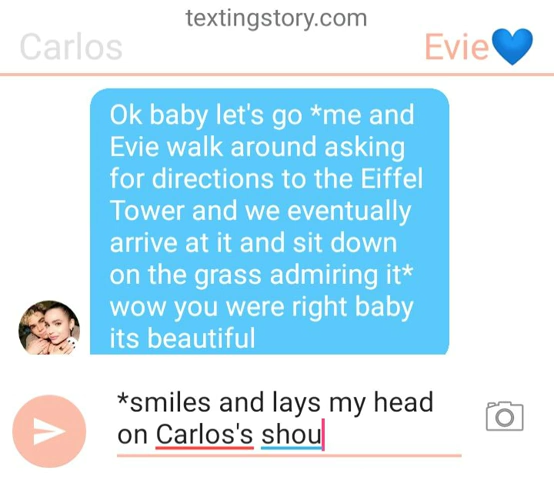 textingstory.com
Carlos
Evie💙
Ok baby let's go *me and
Evie walk around asking
for directions to the Eiffel
Tower and we eventually
arrive at it and sit down
on the grass admiring it*
wow you were right baby
its beautiful
*smiles and lays my head
on Carlos's shou